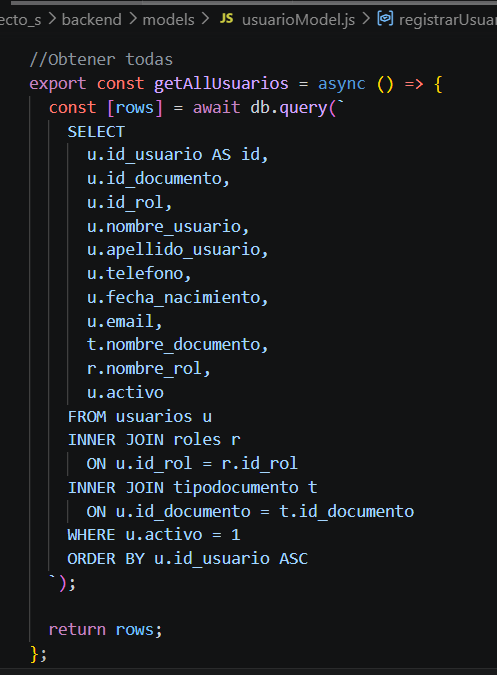 ecto_s > backend > models > JS usuarioModel.js > registrarUsuar
//Obtener todas
export const getAllUsuarios = async () => {
  const [rows] = await db.query(`
    SELECT
      u.id_usuario AS id,
      u.id_documento,
      u.id_rol,
      u.nombre_usuario,
      u.apellido_usuario,
      u.telefono,
      u.fecha_nacimiento,
      u.email,
      t.nombre_documento,
      r.nombre_rol,
      u.activo
    FROM usuarios u
    INNER JOIN roles r
      ON u.id_rol = r.id_rol
    INNER JOIN tipodocumento t
      ON u.id_documento = t.id_documento
    WHERE u.activo = 1
    ORDER BY u.id_usuario ASC
  `);
  return rows;
};